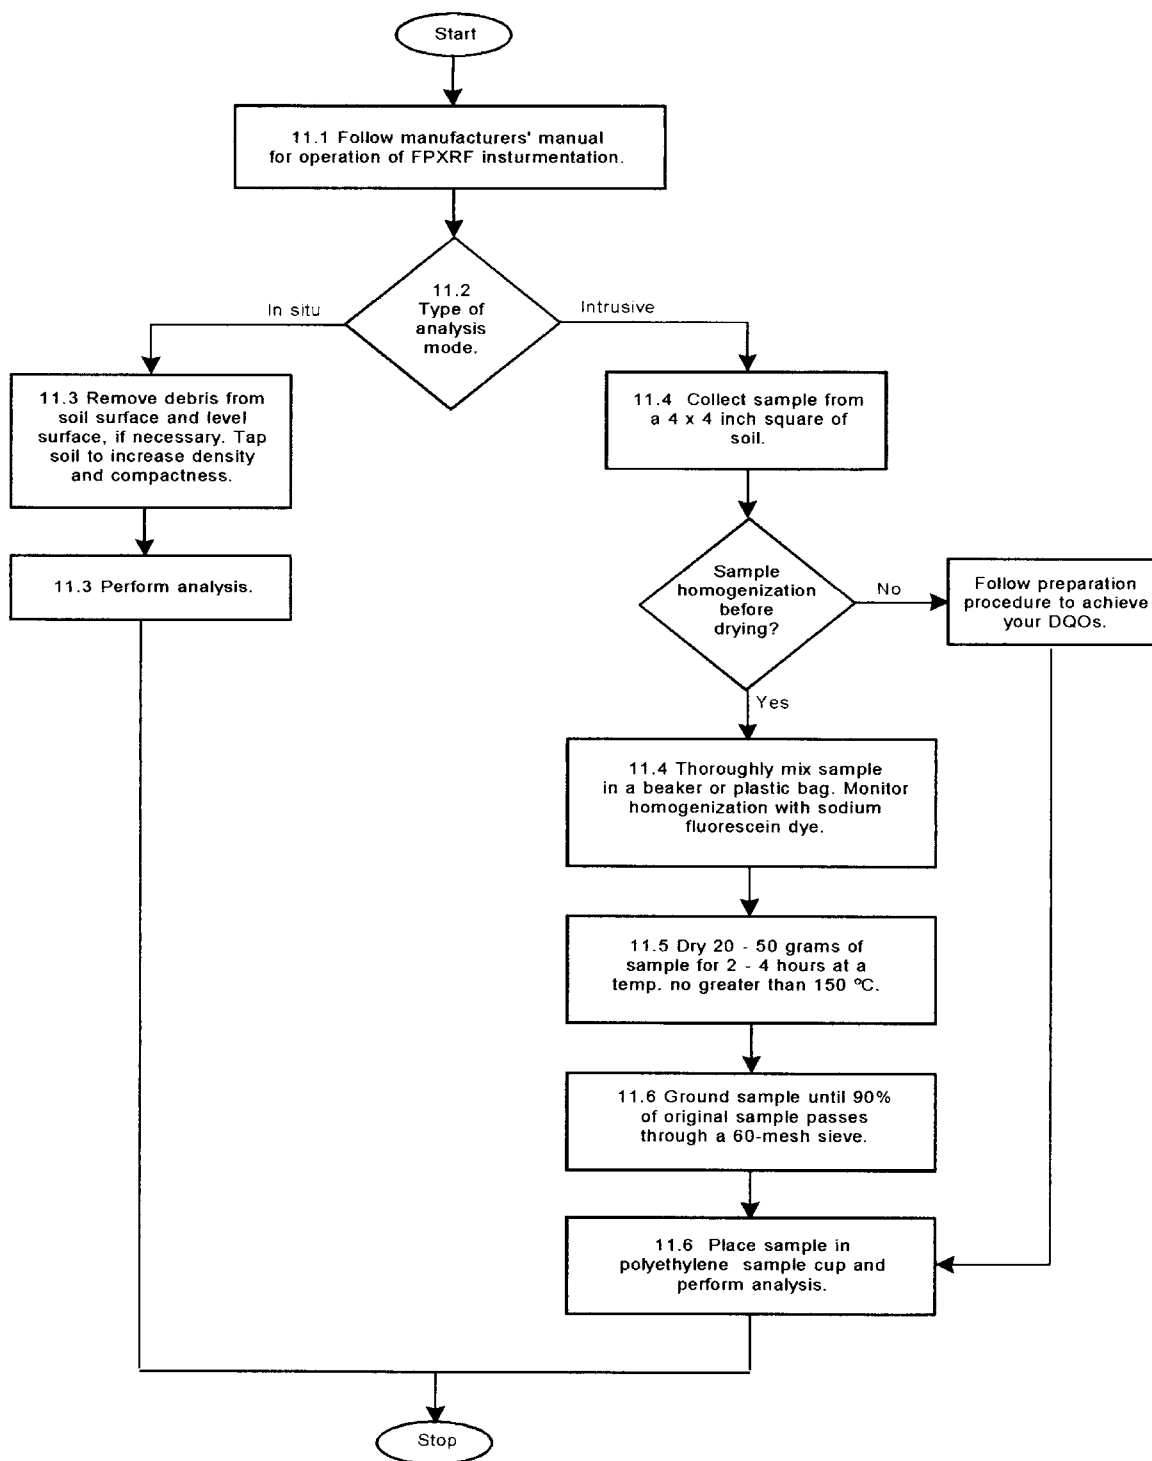 Start
11.1 Follow manufacturers' manual
for operation of FPXRF insturmentation.
11.2
Type of
analysis
mode.
In situ
Intrusive
11.3 Remove debris from
soil surface and level
surface, if necessary. Tap
soil to increase density
and compactness.
11.4 Collect sample from
a 4 x 4 inch square of
soil.
11.3 Perform analysis.
Sample
homogenization
before
drying?
No
Follow preparation
procedure to achieve
your DQOs.
Yes
11.4 Thoroughly mix sample
in a beaker or plastic bag. Monitor
homogenization with sodium
fluorescein dye.
11.5 Dry 20 - 50 grams of
sample for 2 - 4 hours at a
temp. no greater than 150 ºC.
11.6 Ground sample until 90%
of original sample passes
through a 60-mesh sieve.
11.6 Place sample in
polyethylene sample cup and
perform analysis.
Stop